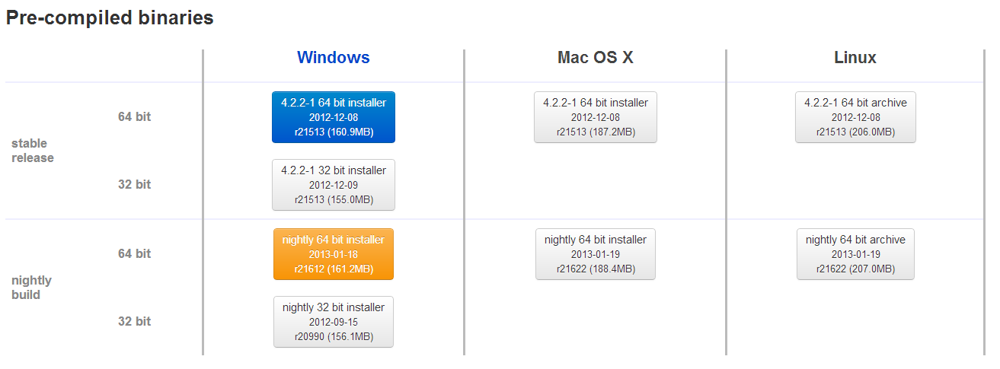 Pre-compiled binaries
Windows
Mac OS X
Linux
stable
release
64 bit
4.2.2-1 64 bit installer
2012-12-08
r21513 (160.9MB)
4.2.2-1 64 bit installer
2012-12-08
r21513 (187.2MB)
4.2.2-1 64 bit archive
2012-12-08
r21513 (206.0MB)
32 bit
4.2.2-1 32 bit installer
2012-12-09
r21513 (155.0MB)
nightly
build
64 bit
nightly 64 bit installer
2013-01-18
r21612 (161.2MB)
nightly 64 bit installer
2013-01-19
r21622 (188.4MB)
nightly 64 bit archive
2013-01-19
r21622 (207.0MB)
32 bit
nightly 32 bit installer
2012-09-15
r20990 (156.1MB)